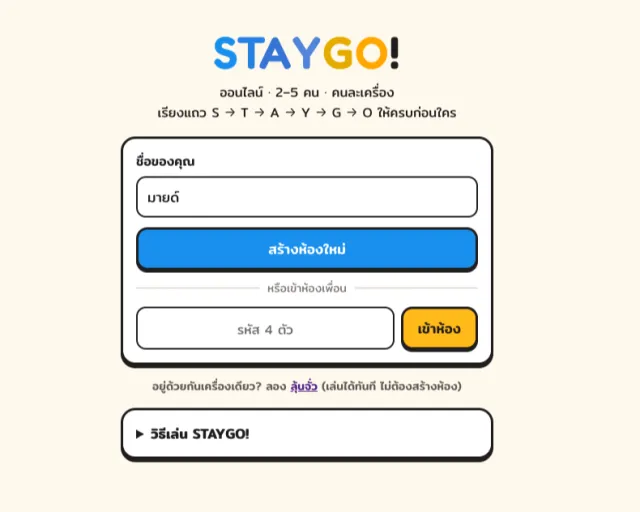 STAYGO!
ออนไลน์ · 2–5 คน · คนละเครื่อง
เรียงแถว S → T → A → Y → G → O ให้ครบก่อนใคร
ชื่อของคุณ
มายด์
สร้างห้องใหม่
หรือเข้าห้องเพื่อน
รหัส 4 ตัว
เข้าห้อง
อยู่ด้วยกันเครื่องเดียว? ลอง ลุ้นจั่ว (เล่นได้ทันที ไม่ต้องสร้างห้อง)
▶ วิธีเล่น STAYGO!